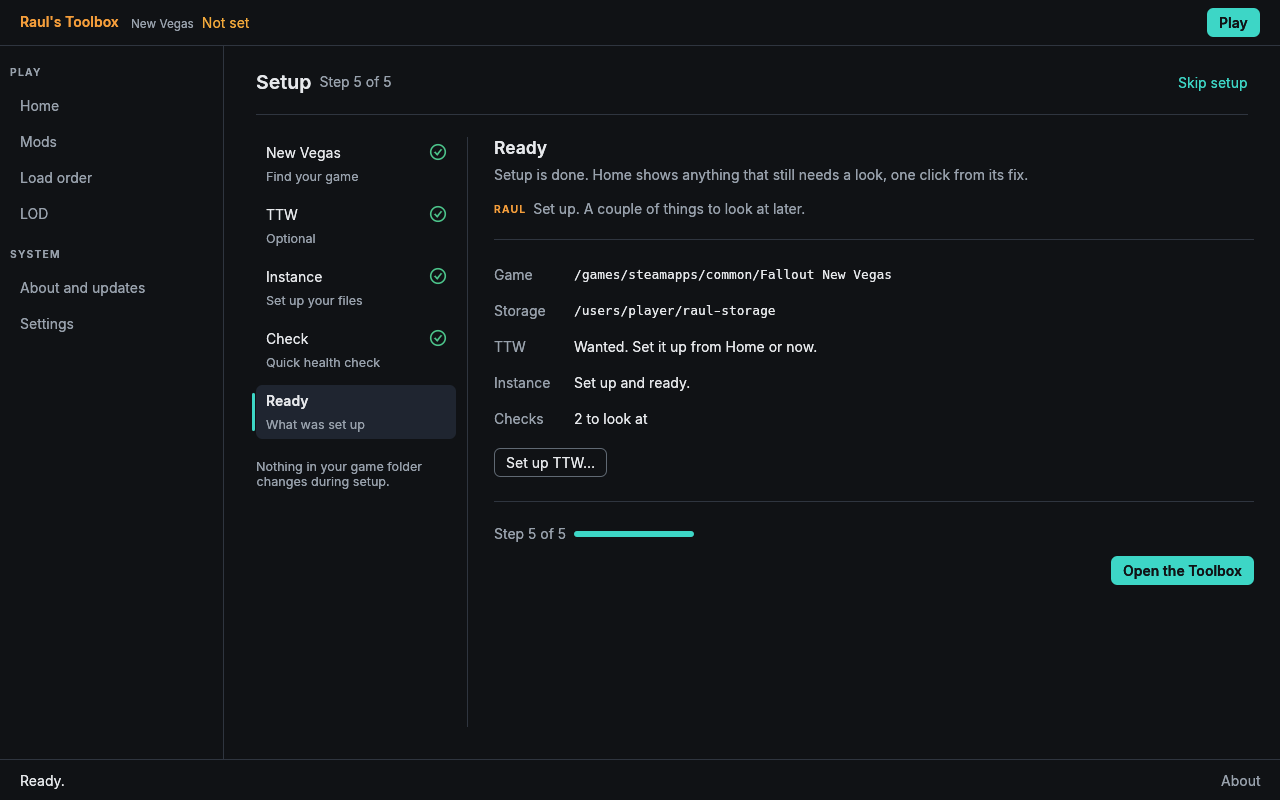 Raul's Toolbox New Vegas Not set
Play
PLAY
Home
Mods
Load order
LOD
SYSTEM
About and updates
Settings
Setup Step 5 of 5
Skip setup
New Vegas
Find your game
TTW
Optional
Instance
Set up your files
Check
Quick health check
Ready
What was set up
Nothing in your game folder
changes during setup.
Ready
Setup is done. Home shows anything that still needs a look, one click from its fix.
RAUL Set up. A couple of things to look at later.
Game /games/steamapps/common/Fallout New Vegas
Storage /users/player/raul-storage
TTW Wanted. Set it up from Home or now.
Instance Set up and ready.
Checks 2 to look at
Set up TTW...
Step 5 of 5
Open the Toolbox
Ready.
About